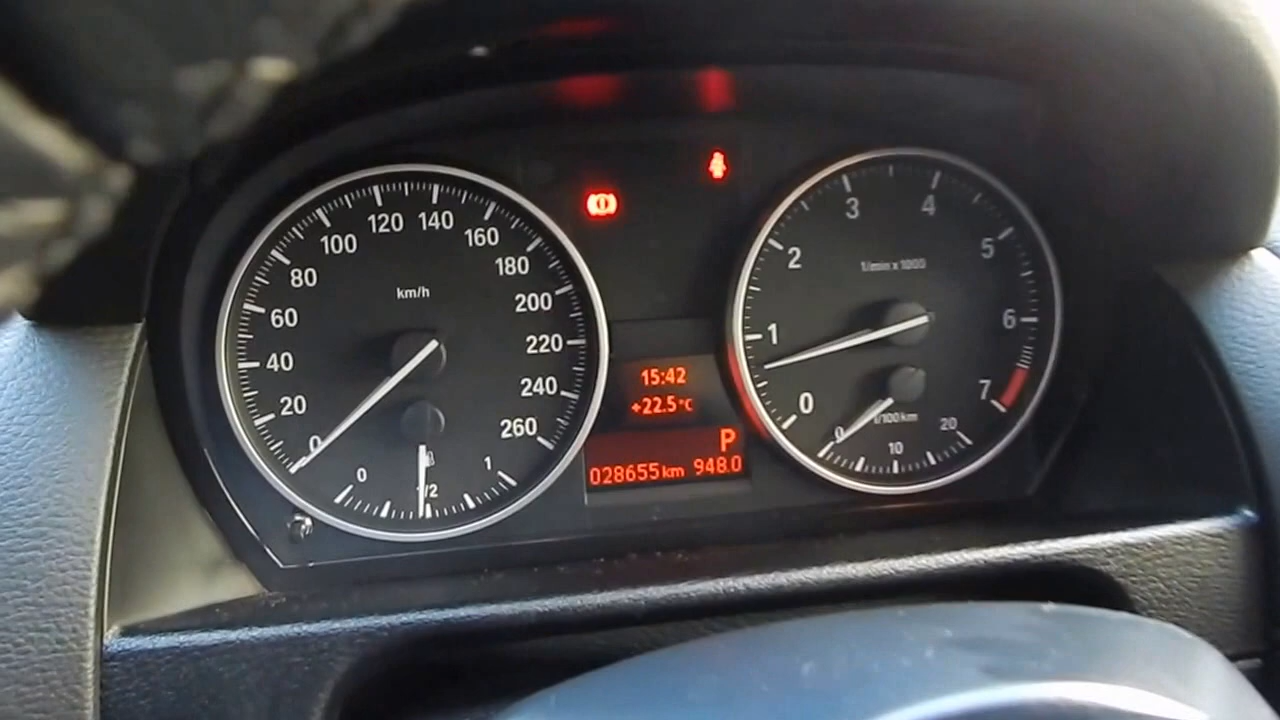 0 20 40 60 80 100 120 140 160 180 200 220 240 260
km/h
0 1/2 1
15:42
+22.5°C
P
028655km 948.0
0 1 2 3 4 5 6 7
1/min x 1000
0 10 20
l/100km